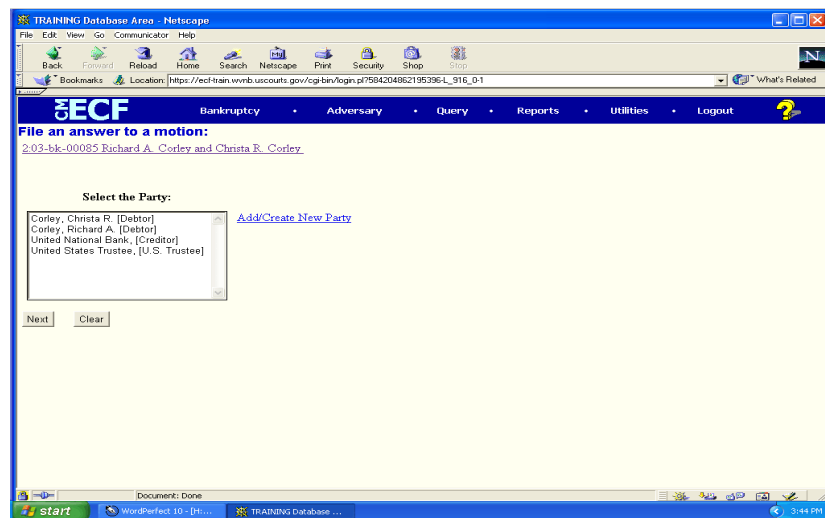 TRAINING Database Area - Netscape
File Edit View Go Communicator Help
Back Forward Reload Home Search Netscape Print Security Shop Stop
N
Bookmarks Location: https://ecf-train.wvnb.uscourts.gov/cgi-bin/login.pl?584204862195396-L_916_0-1 What's Related
CM ECF Bankruptcy • Adversary • Query • Reports • Utilities • Logout ?
File an answer to a motion:
2:03-bk-00085 Richard A. Corley and Christa R. Corley
Select the Party:
Corley, Christa R. [Debtor] Add/Create New Party
Corley, Richard A. [Debtor]
United National Bank, [Creditor]
United States Trustee, [U.S. Trustee]
Next Clear
Document: Done
start WordPerfect 10 - [H:... TRAINING Database ... 3:44 PM